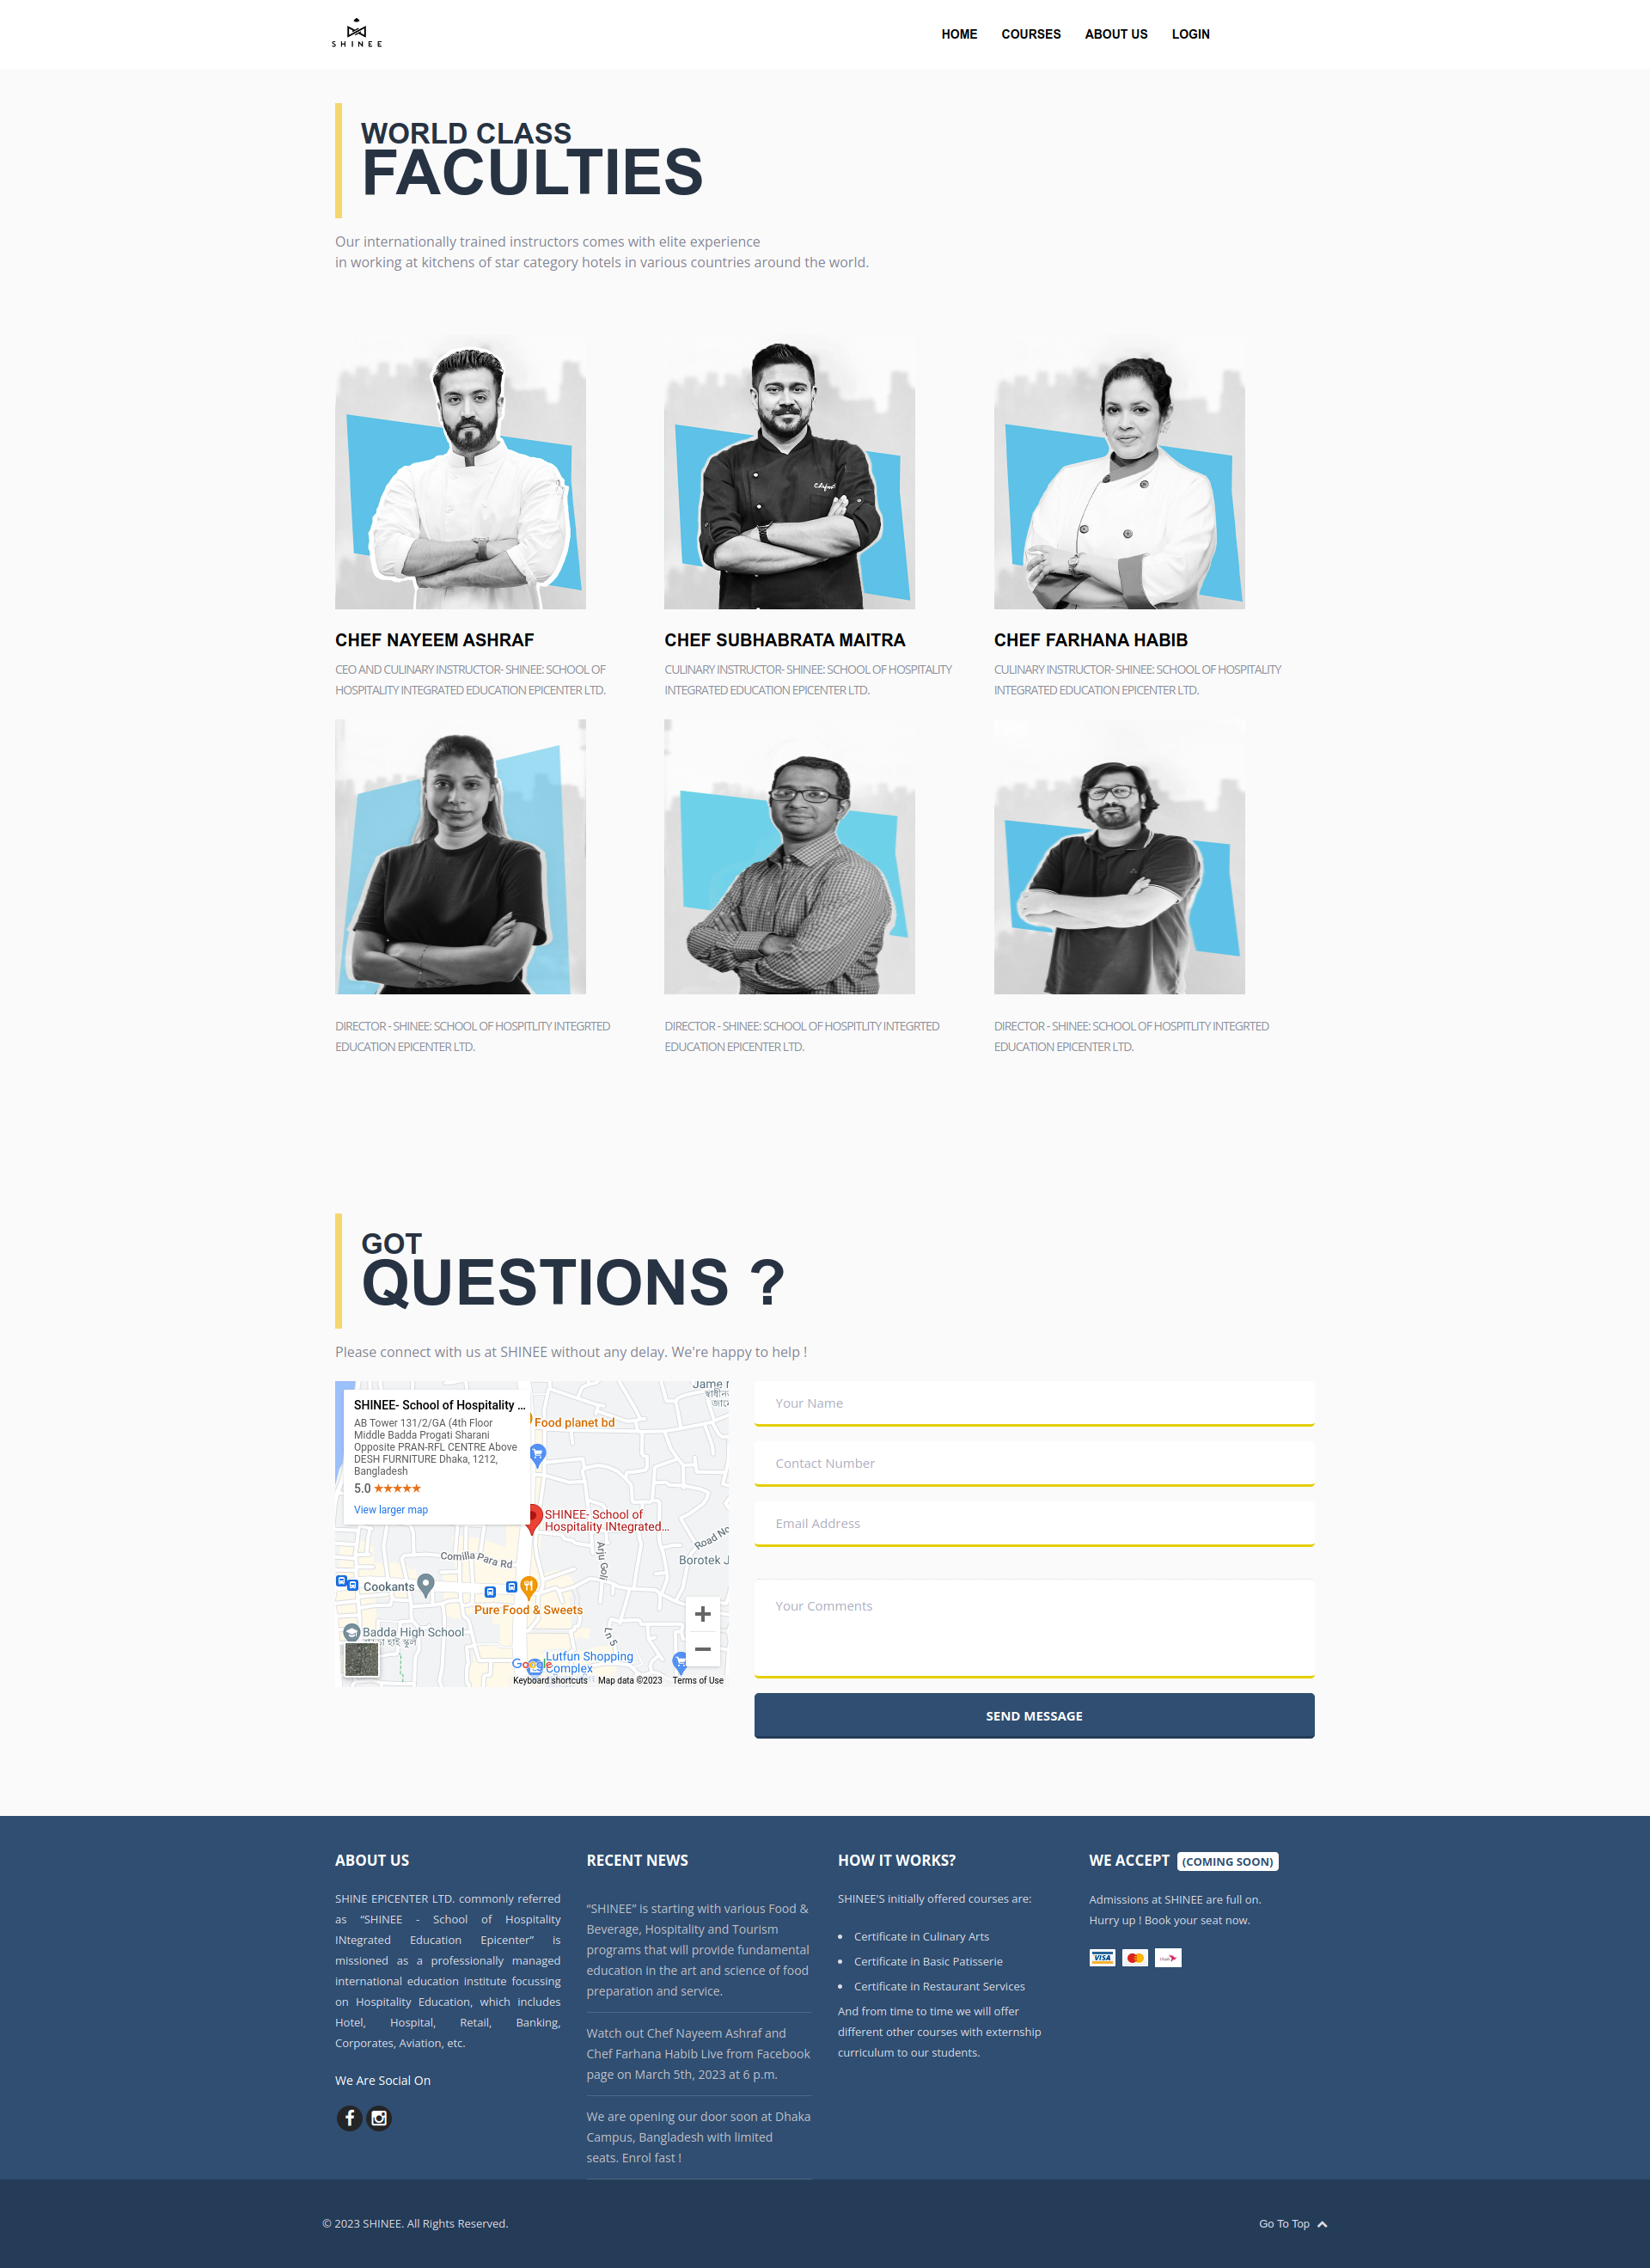 SHINEE
HOME COURSES ABOUT US LOGIN
WORLD CLASS
FACULTIES
Our internationally trained instructors comes with elite experience
in working at kitchens of star category hotels in various countries around the world.
CHEF NAYEEM ASHRAF
CEO AND CULINARY INSTRUCTOR- SHINEE: SCHOOL OF
HOSPITALITY INTEGRATED EDUCATION EPICENTER LTD.
CHEF SUBHABRATA MAITRA
CULINARY INSTRUCTOR- SHINEE: SCHOOL OF HOSPITALITY
INTEGRATED EDUCATION EPICENTER LTD.
CHEF FARHANA HABIB
CULINARY INSTRUCTOR- SHINEE: SCHOOL OF HOSPITALITY
INTEGRATED EDUCATION EPICENTER LTD.
DIRECTOR - SHINEE: SCHOOL OF HOSPITLITY INTEGRTED
EDUCATION EPICENTER LTD.
DIRECTOR - SHINEE: SCHOOL OF HOSPITLITY INTEGRTED
EDUCATION EPICENTER LTD.
DIRECTOR - SHINEE: SCHOOL OF HOSPITLITY INTEGRTED
EDUCATION EPICENTER LTD.
GOT
QUESTIONS ?
Please connect with us at SHINEE without any delay. We're happy to help !
SHINEE- School of Hospitality ...
AB Tower 131/2/GA (4th Floor
Middle Badda Progati Sharani
Opposite PRAN-RFL CENTRE Above
DESH FURNITURE Dhaka, 1212,
Bangladesh
5.0
View larger map
Jame
Food planet bd
SHINEE- School of
Hospitality INtegrated...
Road No
Borotek J
Arju Goli
Comilla Para Rd
Cookants
Pure Food & Sweets
Badda High School
Ln 5
Lutfun Shopping
Complex
Google
Keyboard shortcuts Map data ©2023 Terms of Use
Your Name
Contact Number
Email Address
Your Comments
SEND MESSAGE
ABOUT US
SHINE EPICENTER LTD. commonly referred
as “SHINEE - School of Hospitality
INtegrated Education Epicenter” is
missioned as a professionally managed
international education institute focussing
on Hospitality Education, which includes
Hotel, Hospital, Retail, Banking,
Corporates, Aviation, etc.
We Are Social On
RECENT NEWS
“SHINEE” is starting with various Food &
Beverage, Hospitality and Tourism
programs that will provide fundamental
education in the art and science of food
preparation and service.
Watch out Chef Nayeem Ashraf and
Chef Farhana Habib Live from Facebook
page on March 5th, 2023 at 6 p.m.
We are opening our door soon at Dhaka
Campus, Bangladesh with limited
seats. Enrol fast !
HOW IT WORKS?
SHINEE'S initially offered courses are:
Certificate in Culinary Arts
Certificate in Basic Patisserie
Certificate in Restaurant Services
And from time to time we will offer
different other courses with externship
curriculum to our students.
WE ACCEPT (COMING SOON)
Admissions at SHINEE are full on.
Hurry up ! Book your seat now.
VISA
© 2023 SHINEE. All Rights Reserved.
Go To Top